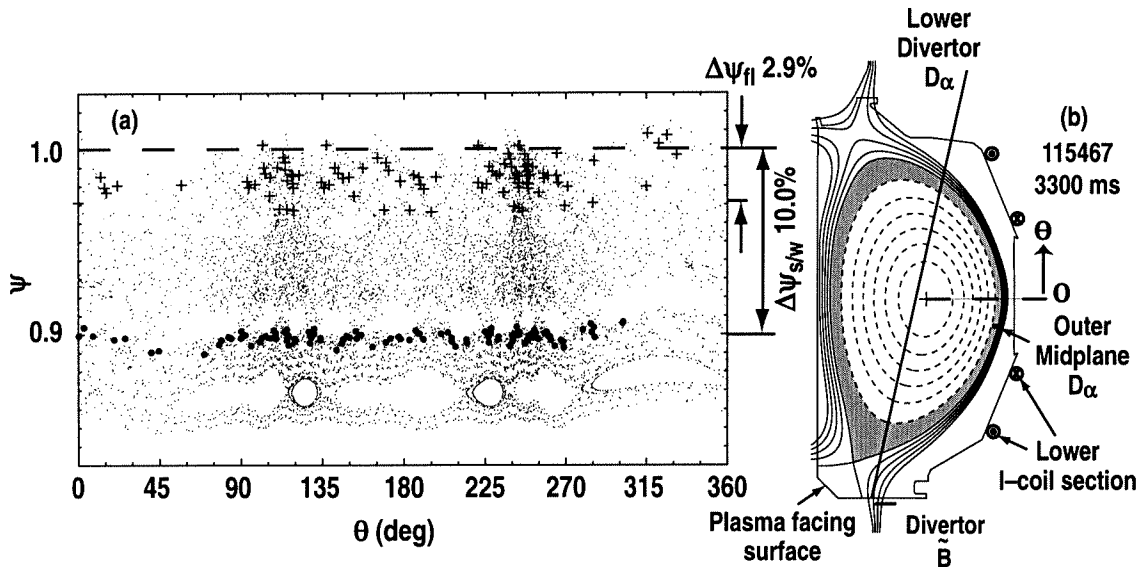 (a)
1.0
0.9
ψ
0 45 90 135 180 225 270 315 360
θ (deg)
Δψfl 2.9%
Δψs/w 10.0%
Lower
Divertor
Dα
(b)
115467
3300 ms
θ
0
Outer
Midplane
Dα
Lower
I–coil section
Plasma facing
surface
Divertor
B̃